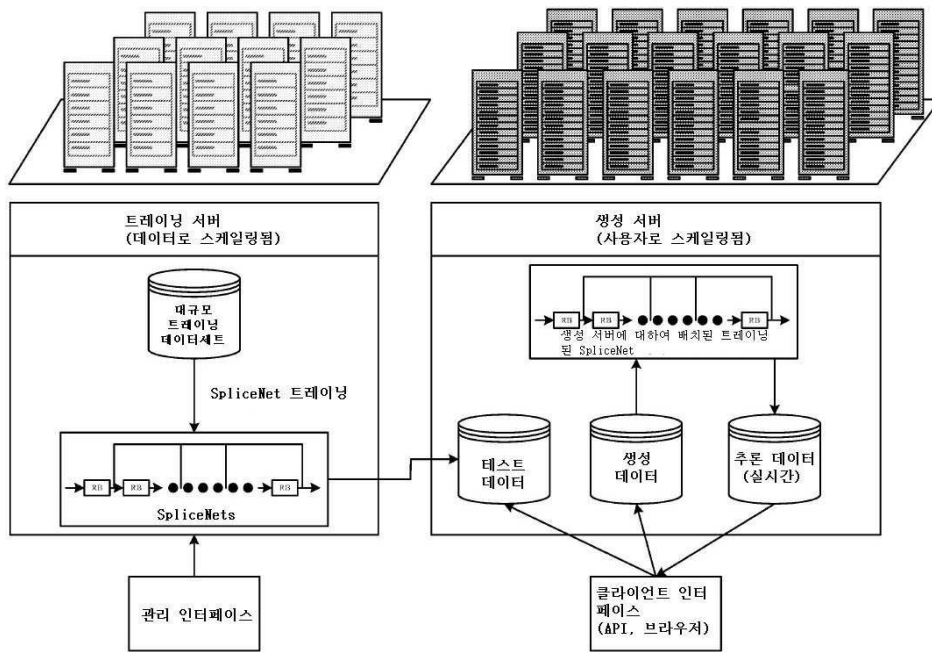 트레이닝 서버
(데이터로 스케일링됨)
대규모
트레이닝
데이터세트
SpliceNet 트레이닝
RB
RB
RB
SpliceNets
관리 인터페이스
생성 서버
(사용자로 스케일링됨)
RB
RB
RB
생성 서버에 대하여 배치된 트레이닝
된 SpliceNet
테스트
데이터
생성
데이터
추론 데이터
(실시간)
클라이언트 인터
페이스
(API, 브라우저)